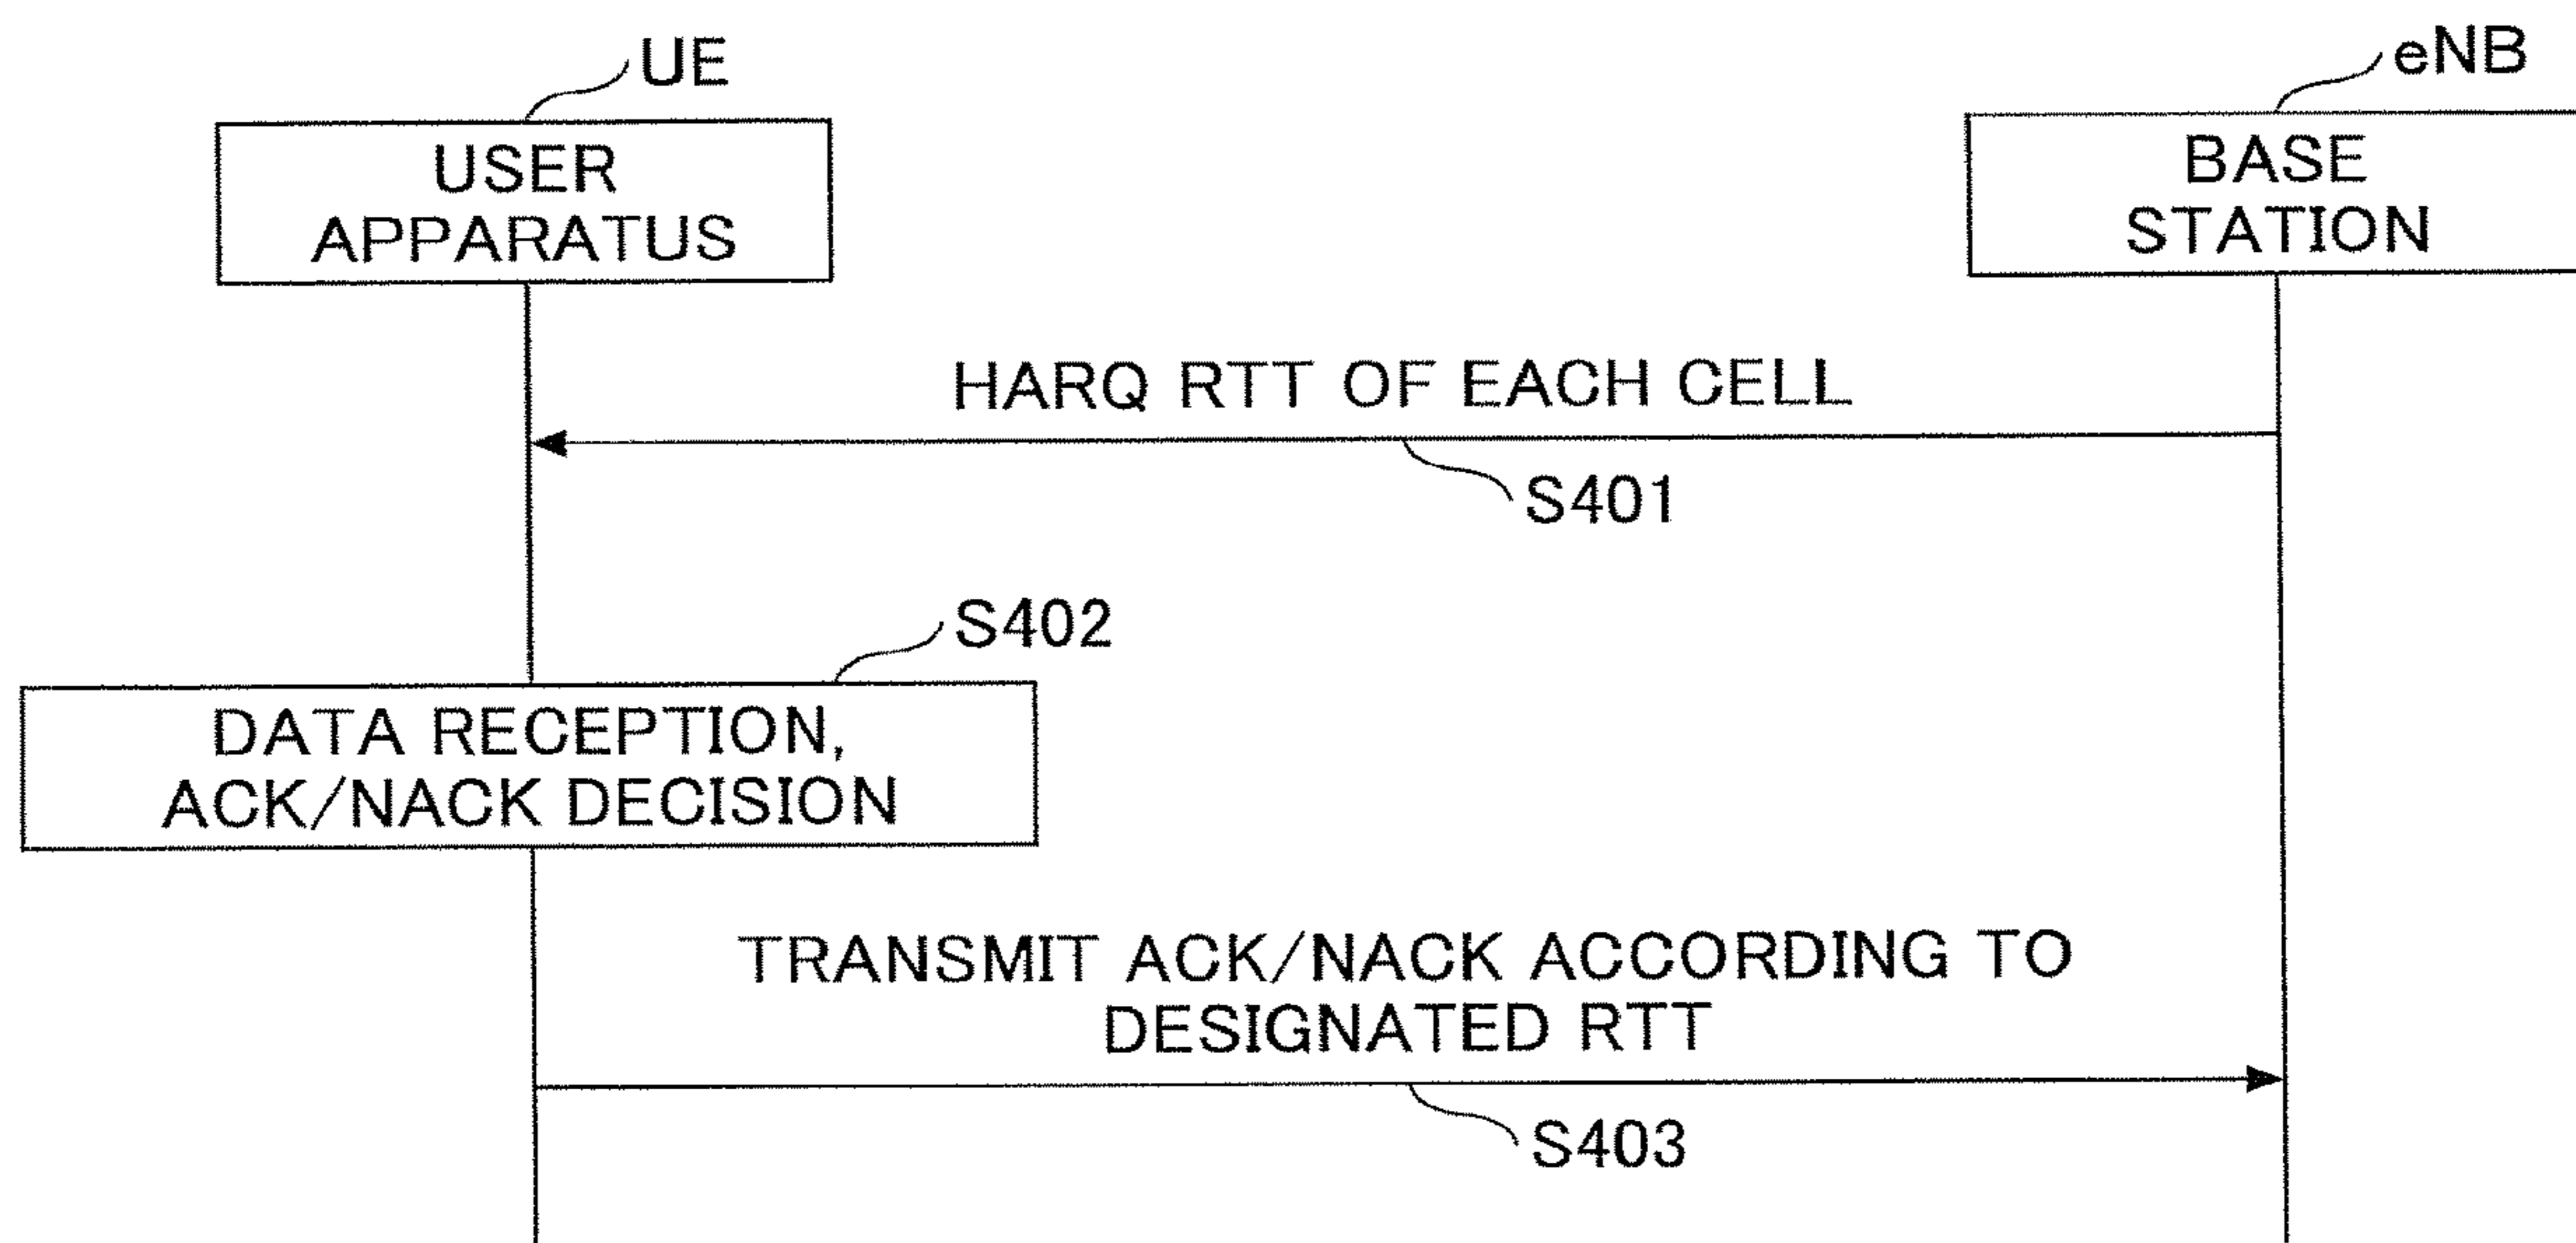 UE
eNB
USER
APPARATUS
BASE
STATION
HARQ RTT OF EACH CELL
S401
S402
DATA RECEPTION,
ACK/NACK DECISION
TRANSMIT ACK/NACK ACCORDING TO
DESIGNATED RTT
S403